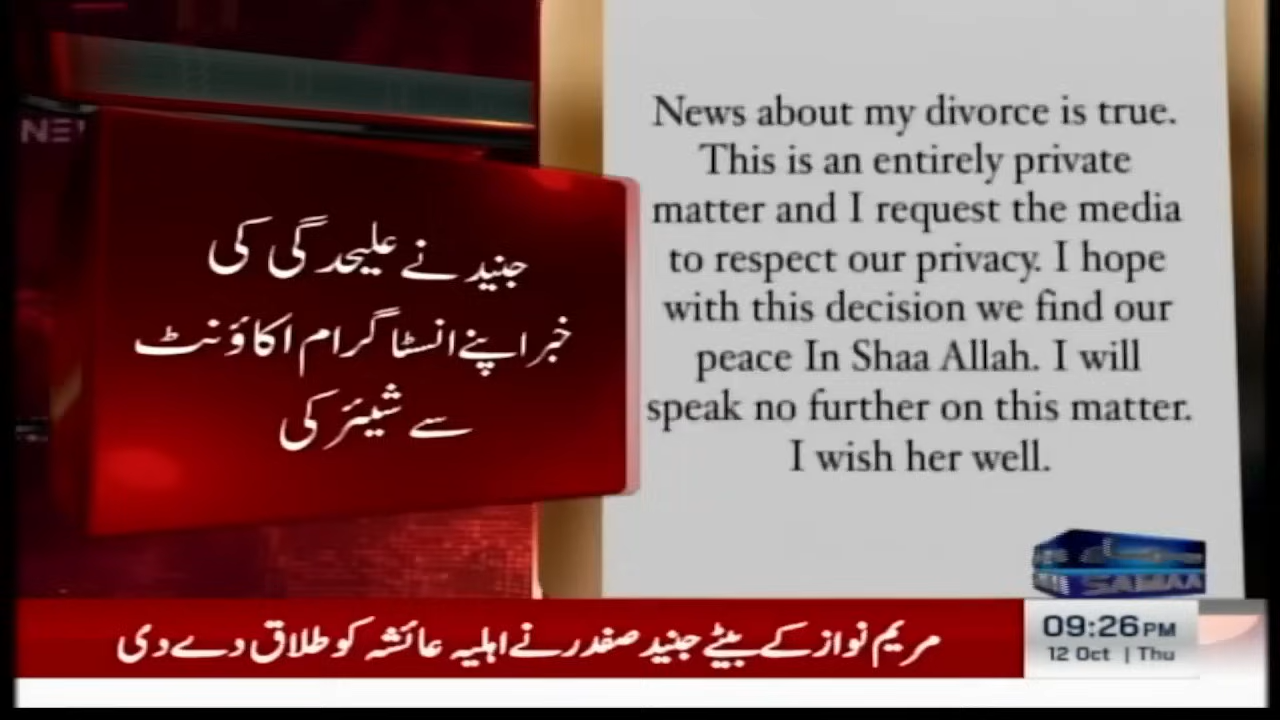 NEW
جنید نے علیحدگی کی
خبر اپنے انسٹاگرام اکاؤنٹ
سے شیئر کی
News about my divorce is true.
This is an entirely private
matter and I request the media
to respect our privacy. I hope
with this decision we find our
peace In Shaa Allah. I will
speak no further on this matter.
I wish her well.
SAMAA
مریم نواز کے بیٹے جنید صفدر نے اہلیہ عائشہ کو طلاق دے دی
09:26 PM
12 Oct | Thu